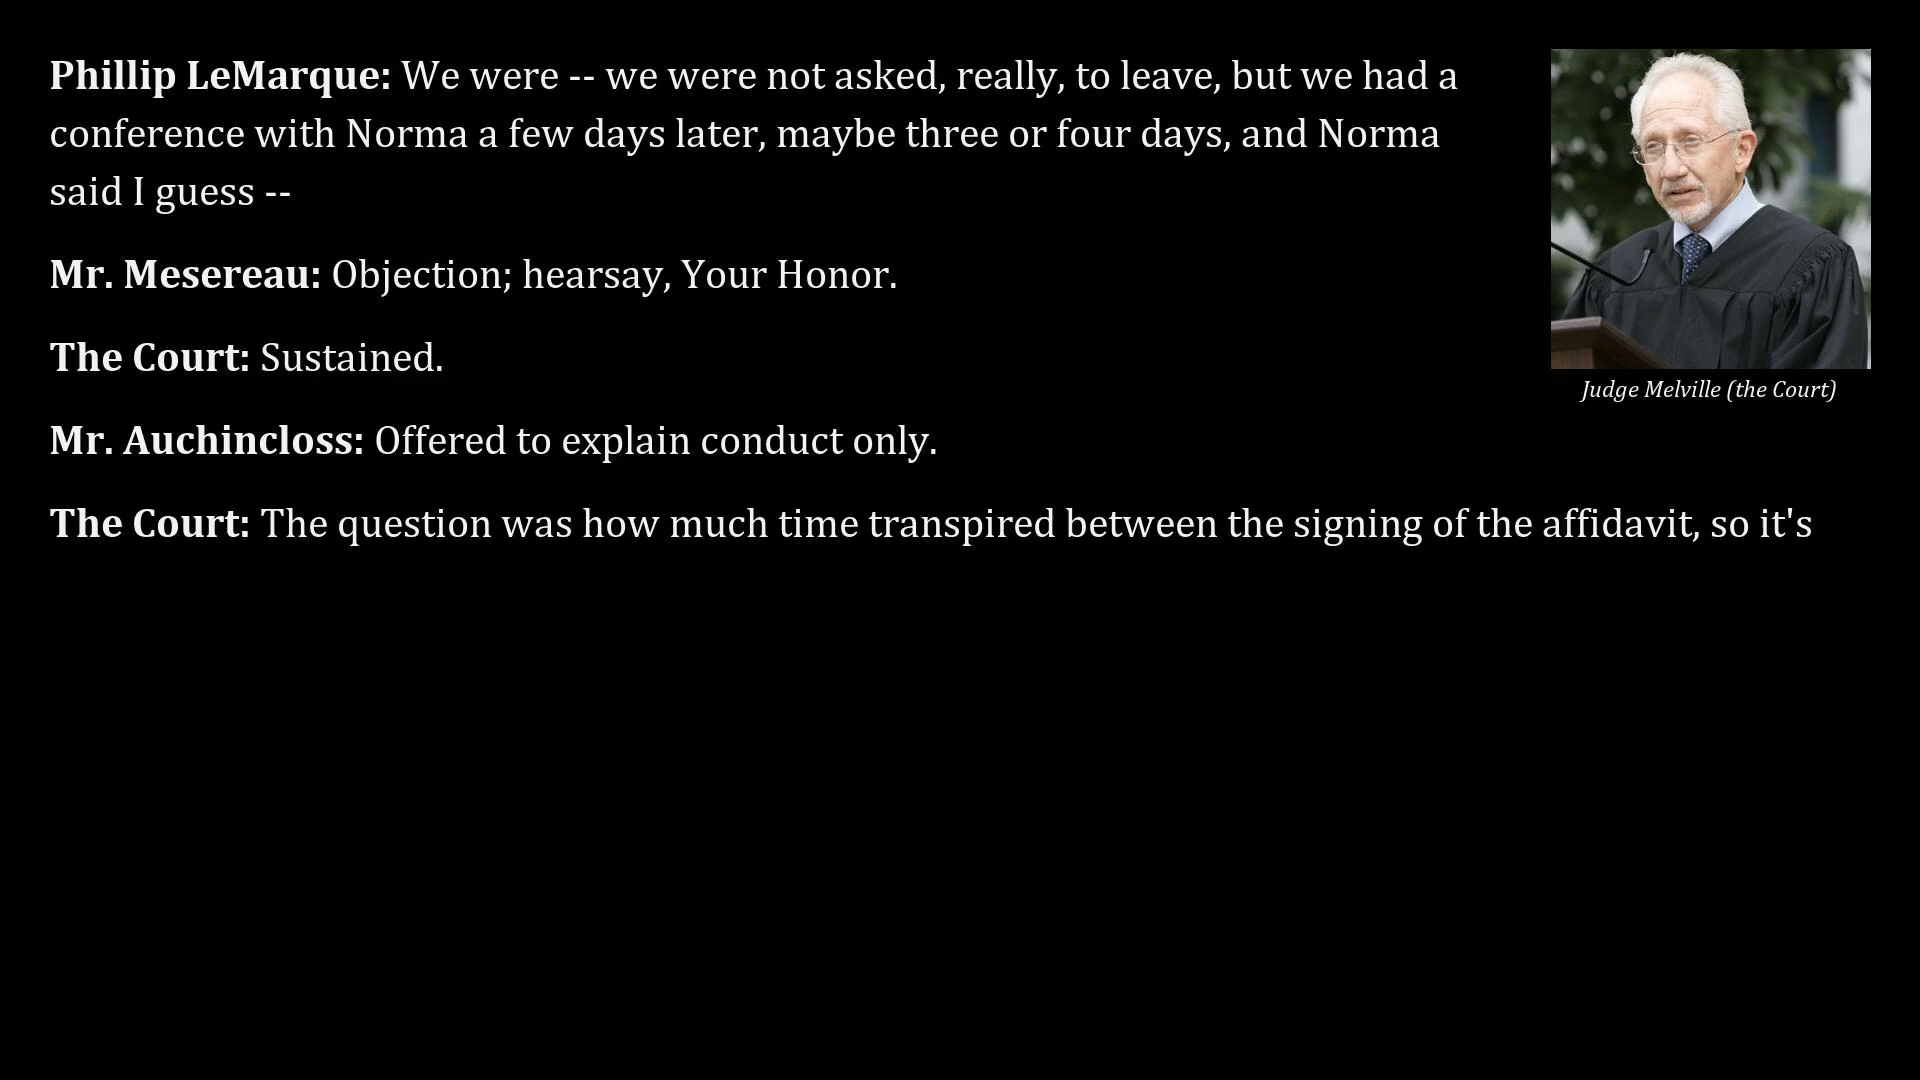 Phillip LeMarque: We were -- we were not asked, really, to leave, but we had a
conference with Norma a few days later, maybe three or four days, and Norma
said I guess --
Mr. Mesereau: Objection; hearsay, Your Honor.
The Court: Sustained.
Judge Melville (the Court)
Mr. Auchincloss: Offered to explain conduct only.
The Court: The question was how much time transpired between the signing of the affidavit, so it's